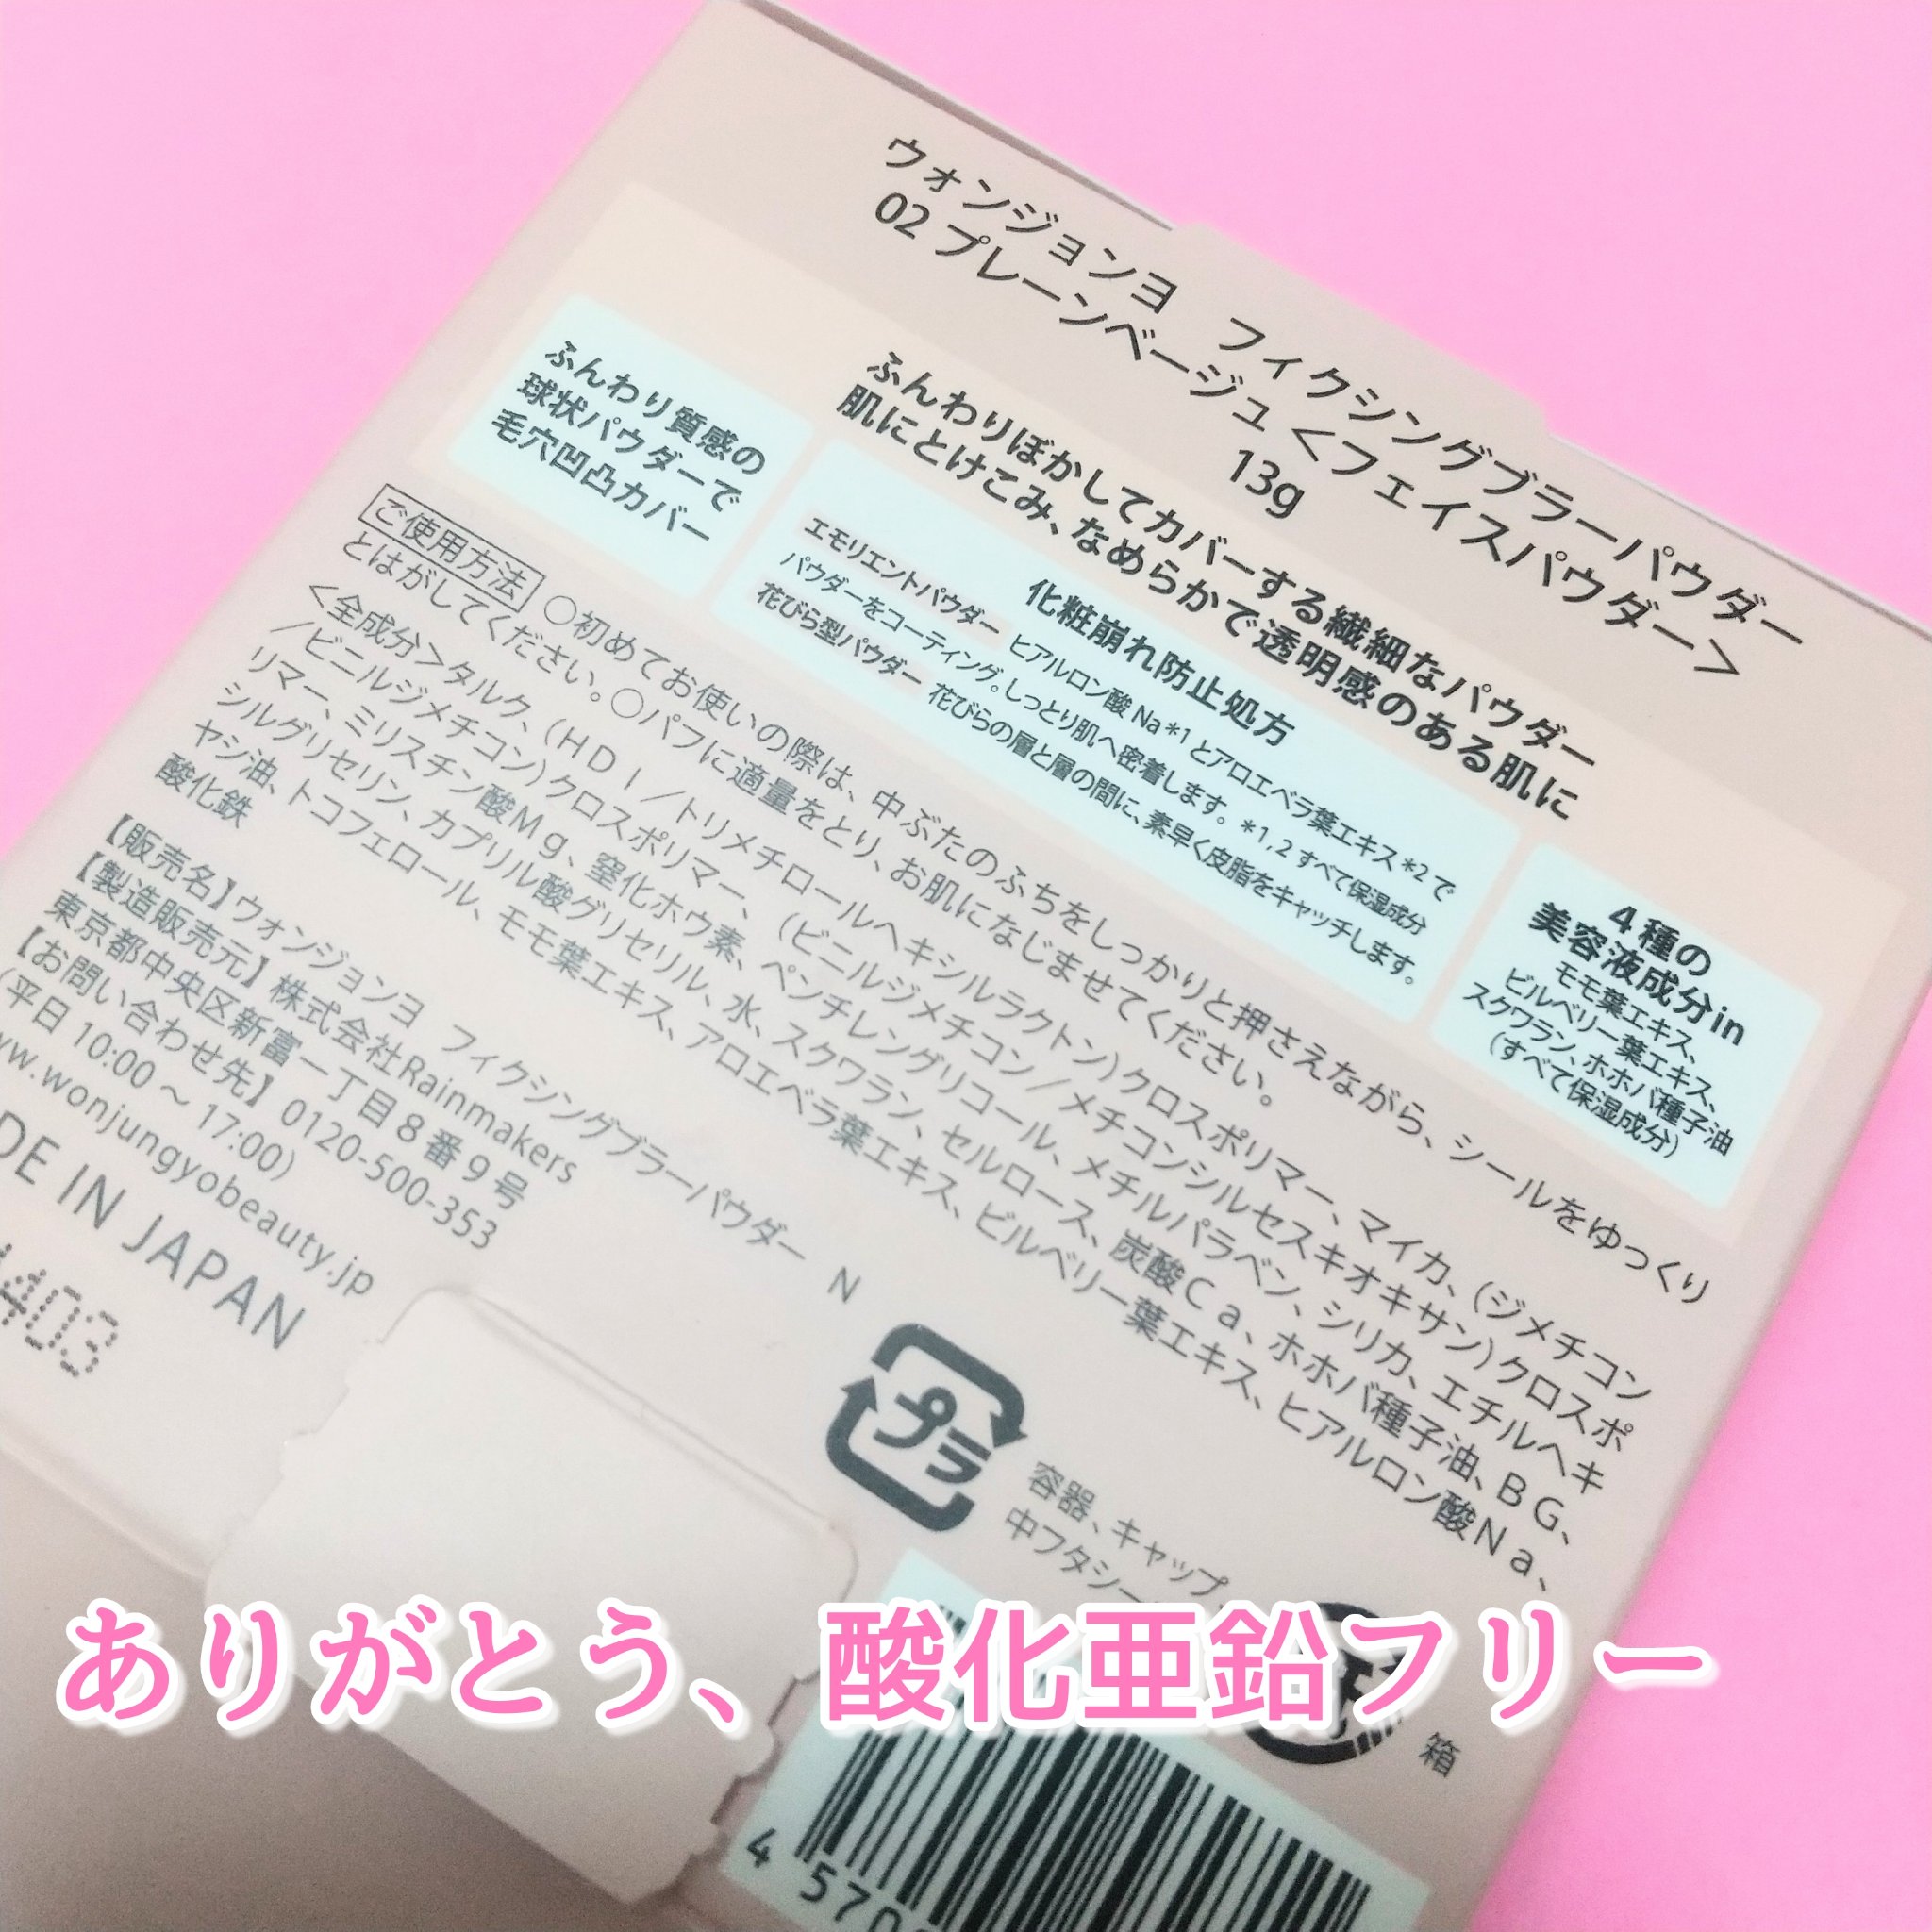 ウォンジョンヨ フィクシングブラーパウダー
02 プレーンベージュ<フェイスパウダー>
13g
ふんわりぼかしてカバーする繊細なパウダー
肌にとけこみ、なめらかで透明感のある肌に
ふんわり質感の
球状パウダーで
毛穴凹凸カバー
化粧崩れ防止処方
エモリエントパウダー ヒアルロン酸 Na*1とアロエベラ葉エキス*2で
パウダーをコーティング。しっとり肌へ密着します。*1,2 すべて保湿成分
花びら型パウダー 花びらの層と層の間に、素早く皮脂をキャッチします。
4種の
美容液成分in
モモ葉エキス、
ビルベリー葉エキス、
スクワラン、ホホバ種子油
(すべて保湿成分)
ご使用方法 ○初めてお使いの際は、中ぶたのふちをしっかりと押さえながら、シールをゆっくり
とはがしてください。○パフに適量をとり、お肌になじませてください。
<全成分>タルク、(HDI/トリメチロールヘキシルラクトン)クロスポリマー、マイカ、(ジメチコン
/ビニルジメチコン)クロスポリマー、(ビニルジメチコン/メチコンシルセスキオキサン)クロスポ
リマー、ミリスチン酸Mg、窒化ホウ素、ペンチレングリコール、メチルパラベン、シリカ、エチルヘキ
シルグリセリン、カプリル酸グリセリル、水、スクワラン、セルロース、炭酸Ca、ホホバ種子油、BG、
ヤシ油、トコフェロール、モモ葉エキス、アロエベラ葉エキス、ビルベリー葉エキス、ヒアルロン酸Na、
酸化鉄
【販売名】ウォンジョンヨ フィクシングブラーパウダー N
【製造販売元】株式会社Rainmakers
東京都中央区新富一丁目8番9号
【お問い合わせ先】0120-500-353
(平日 10:00 ~ 17:00)
.wonjungyobeauty.jp
DE IN JAPAN
403
プラ
容器、キャップ
中フタシー
箱
ありがとう、酸化亜鉛フリー
4 570